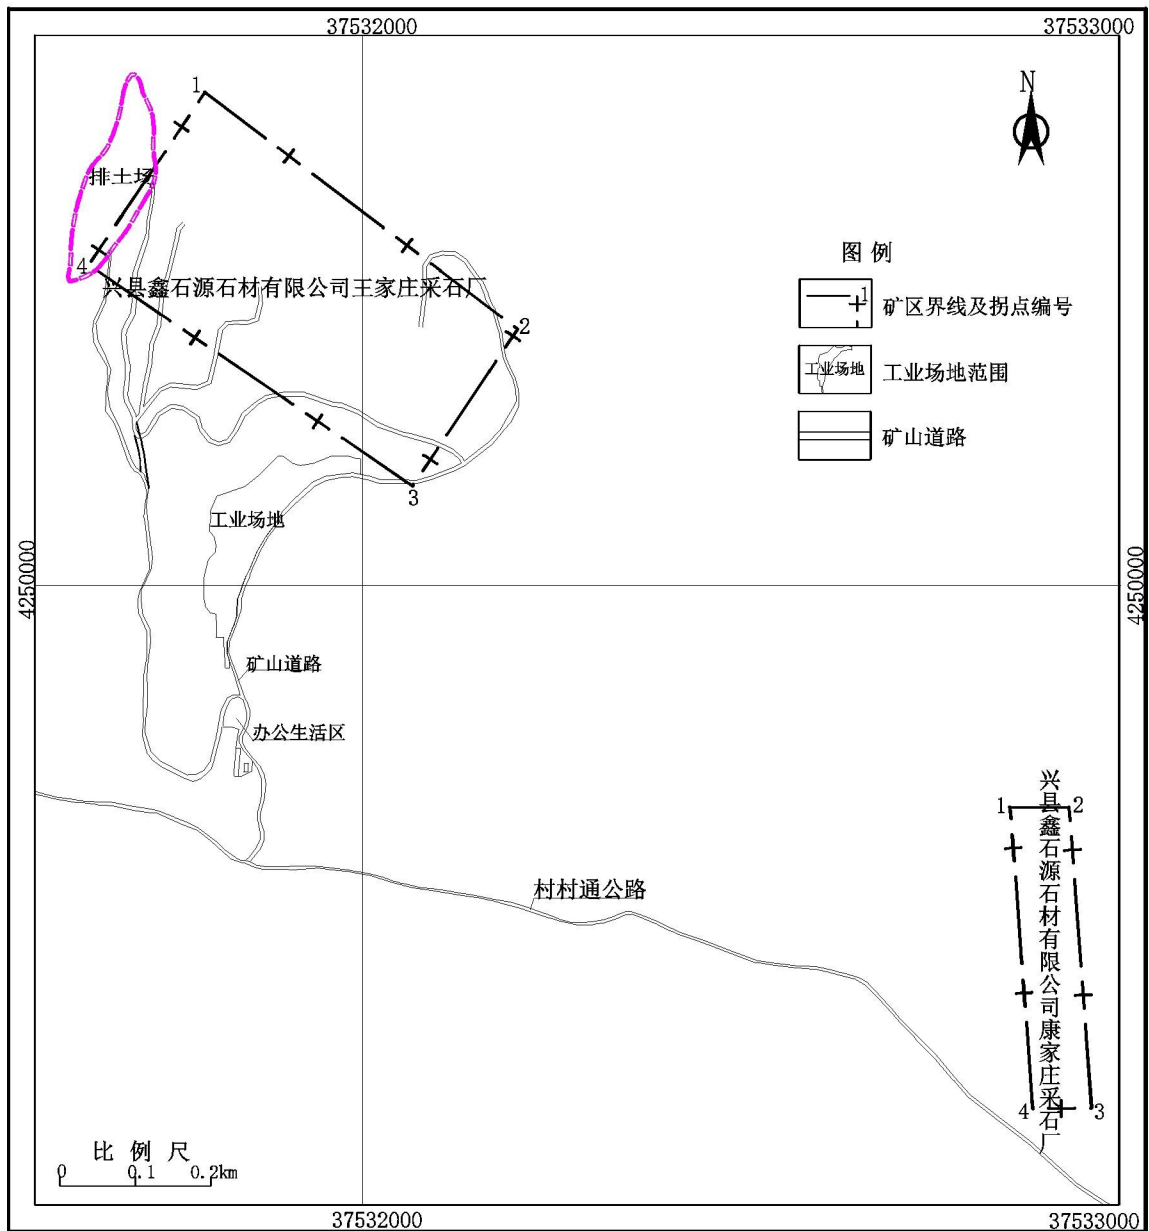 37532000
37533000
1
N
排土场
图 例
4
兴县鑫石源石材有限公司王家庄采石厂
1
矿区界线及拐点编号
2
工业场地
工业场地范围
矿山道路
3
工业场地
4250000
4250000
矿山道路
办公生活区
兴县鑫石源石材有限公司康家庄采石厂
1
2
村村通公路
4
3
比 例 尺
0
0.1
0.2km
37532000
37533000